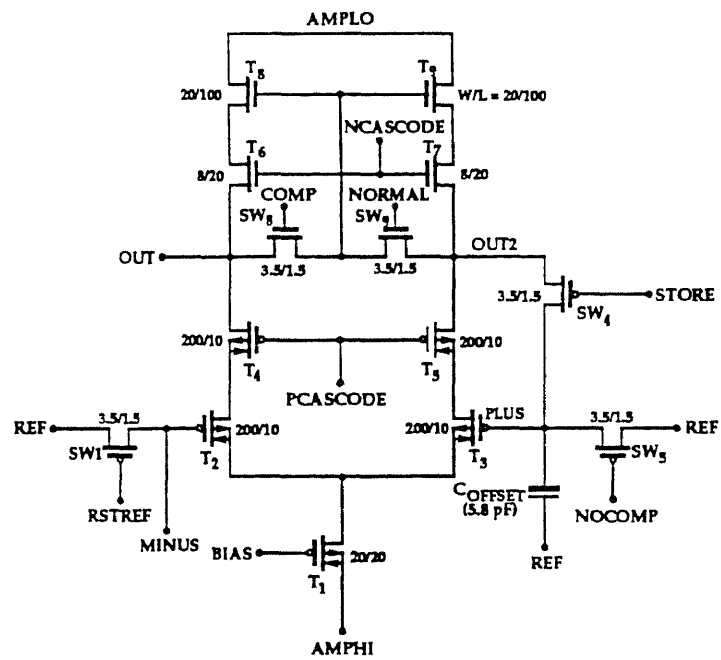 AMPLO
T8
T9
20/100
W/L = 20/100
NCASCODE
T6
T7
8/20
8/20
COMP
NORMAL
SW8
SW9
OUT
OUT2
3.5/1.5
3.5/1.5
3.5/1.5
STORE
SW4
200/10
200/10
T4
T5
PCASCODE
REF
3.5/1.5
PLUS
3.5/1.5
REF
200/10
200/10
SW1
T2
T3
SW5
COFFSET
(5.8 pF)
RSTREF
NOCOMP
MINUS
BIAS
20/20
REF
T1
AMPHI